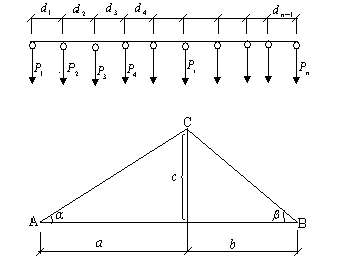 d₁ d₂ d₃ d₄ dₙ₋₁
P₁ P₂ P₃ P₄ Pᵢ Pₙ
C
c
A α β B
a b